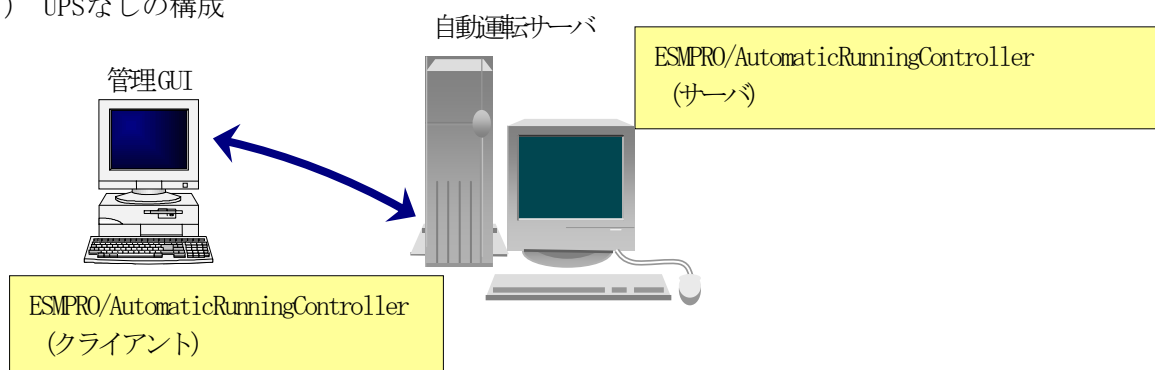 ) UPSなしの構成
自動運転サーバ
ESMPRO/AutomaticRunningController
(サーバ)
管理GUI
ESMPRO/AutomaticRunningController
(クライアント)